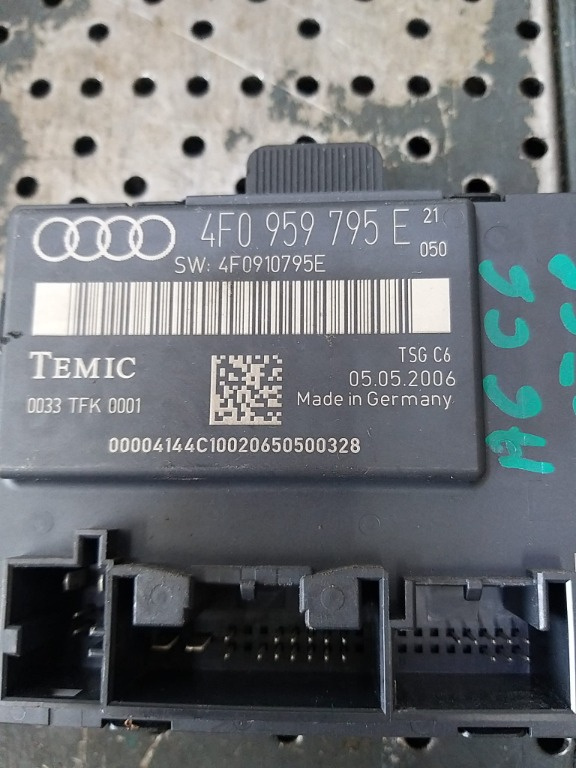 4F0 959 795 E 21
050
SW: 4F0910795E
TEMIC
TSG C6
05.05.2006
0033 TFK 0001
Made in Germany
00004144C10020650500328